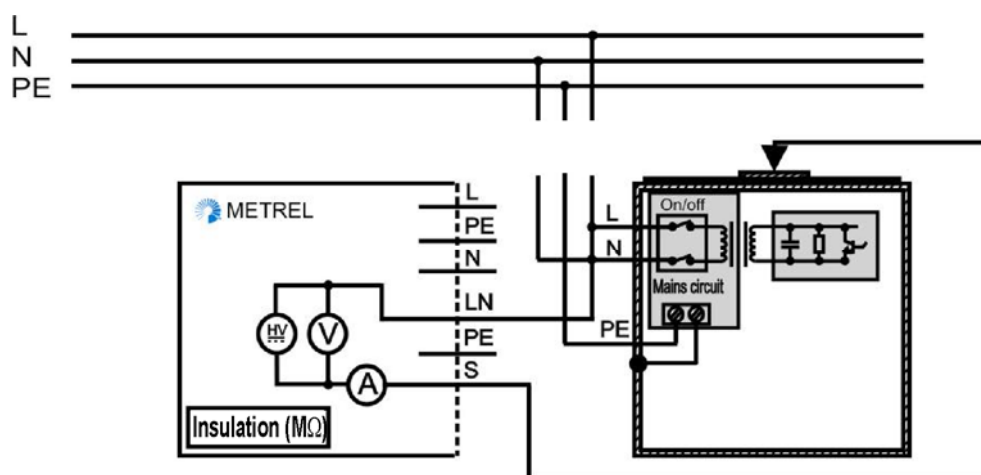 L
N
PE
METREL
L
PE
N
LN
PE
S
HV
V
A
Insulation (MΩ)
L
N
PE
On/off
Mains circuit